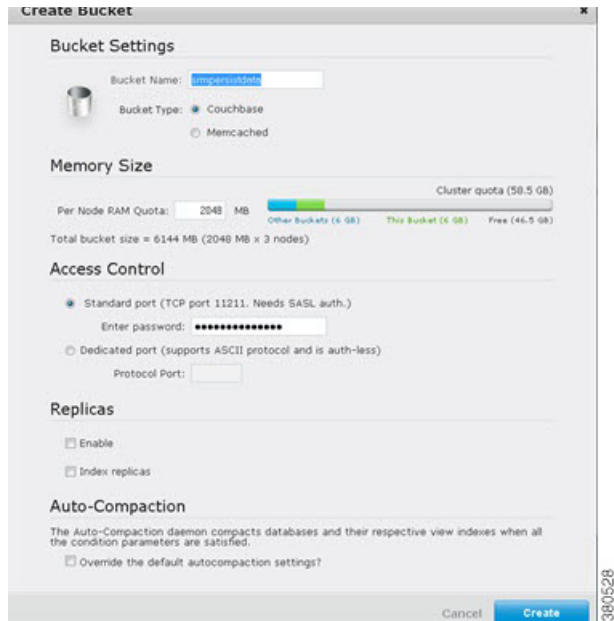 Create Bucket
Bucket Settings
Bucket Name: srmpersistdata
Bucket Type: Couchbase
Memcached
Memory Size
Cluster quota (58.5 GB)
Per Node RAM Quota: 2048 MB
Other Buckets (6 GB) This Bucket (6 GB) Free (46.5 GB)
Total bucket size = 6144 MB (2048 MB x 3 nodes)
Access Control
Standard port (TCP port 11211. Needs SASL auth.)
Enter password: ••••••••••••••
Dedicated port (supports ASCII protocol and is auth-less)
Protocol Port:
Replicas
Enable
Index replicas
Auto-Compaction
The Auto-Compaction daemon compacts databases and their respective view indexes when all
the condition parameters are satisfied.
Override the default autocompaction settings?
Cancel Create
380528